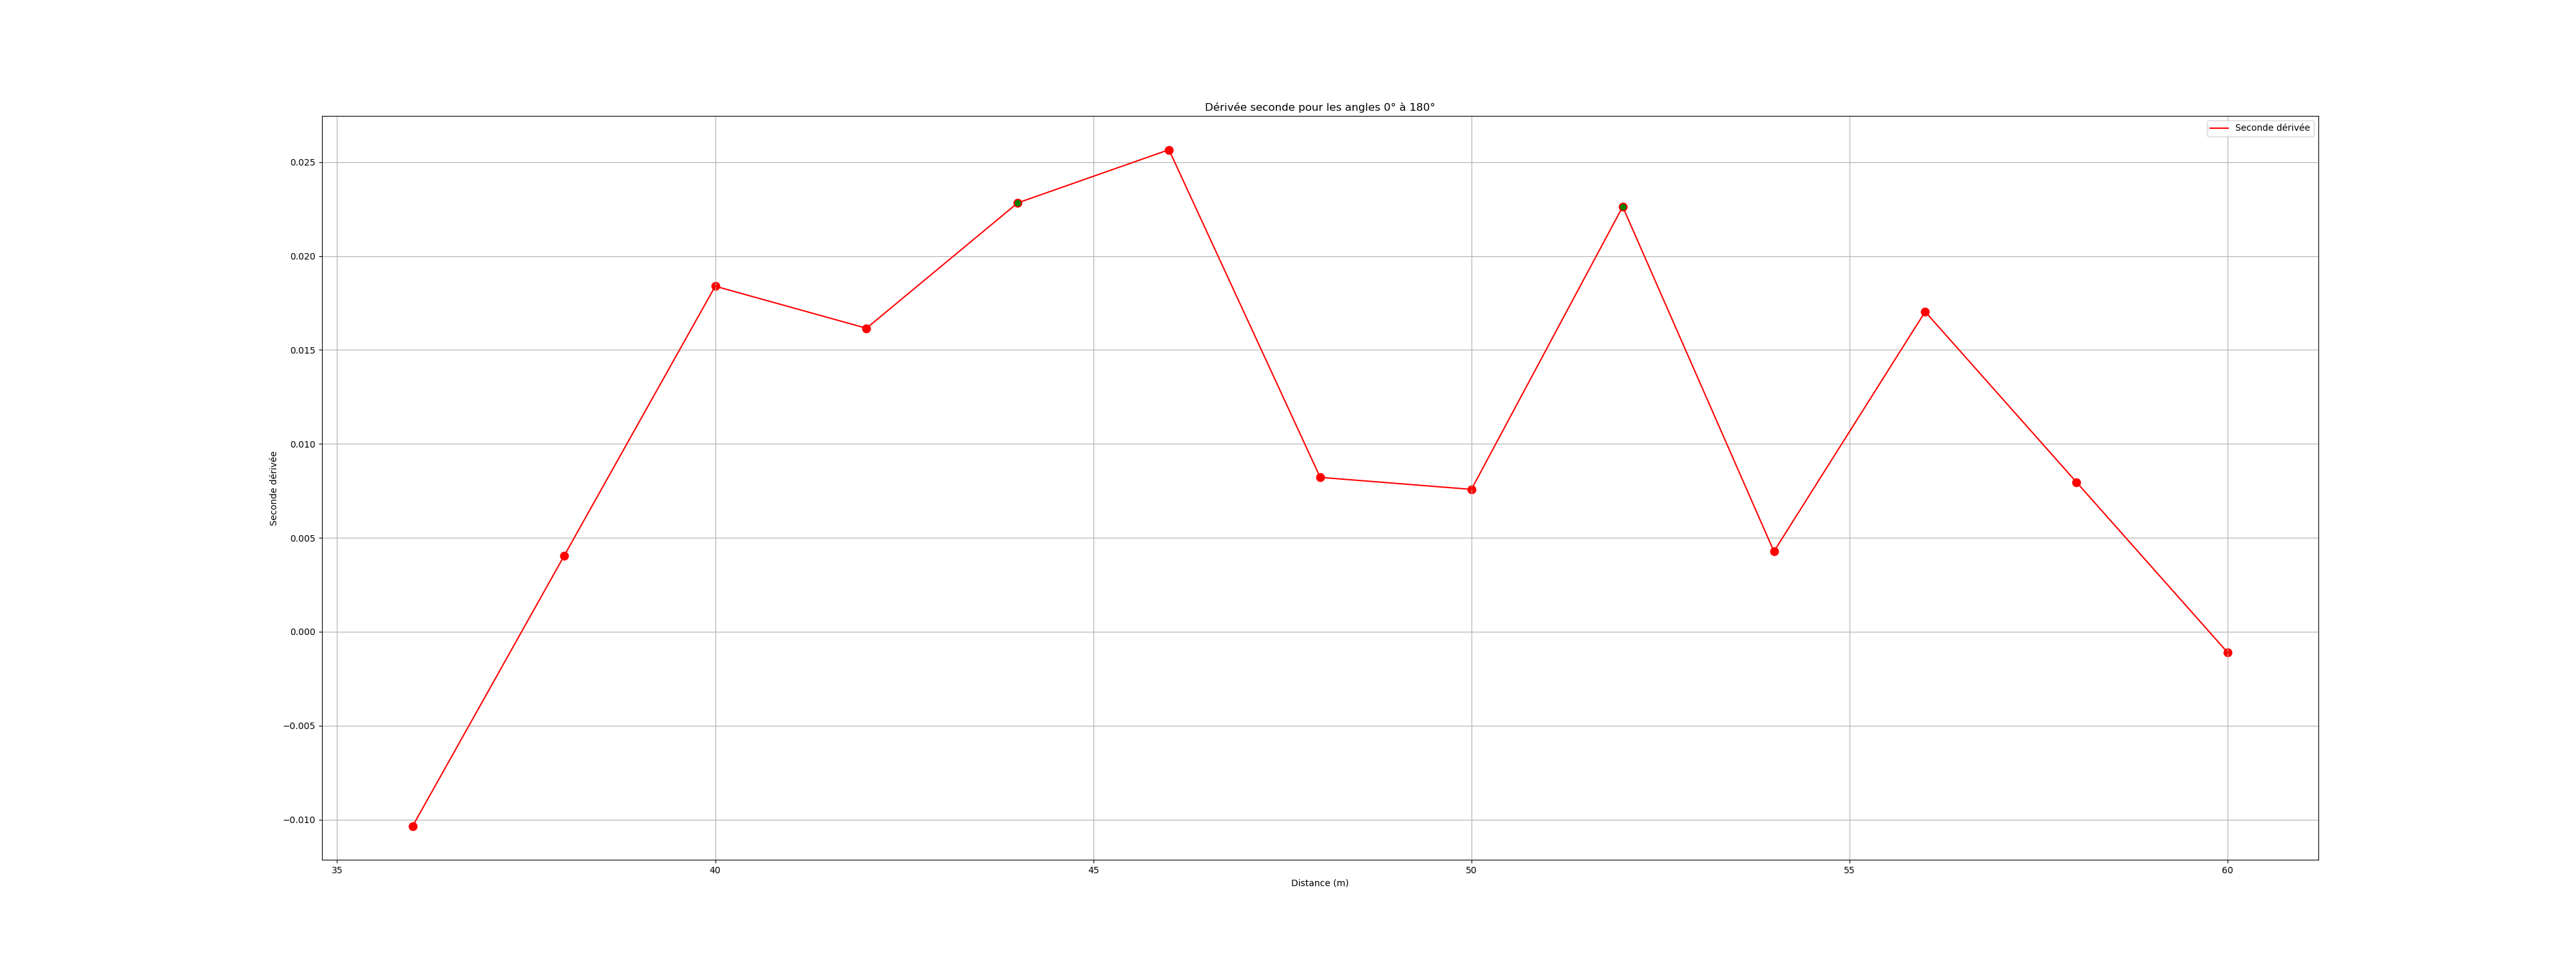 Dérivée seconde pour les angles 0° à 180°
Seconde dérivée
0.025
0.020
0.015
0.010
0.005
0.000
−0.005
−0.010
Seconde dérivée
35 40 45 50 55 60
Distance (m)